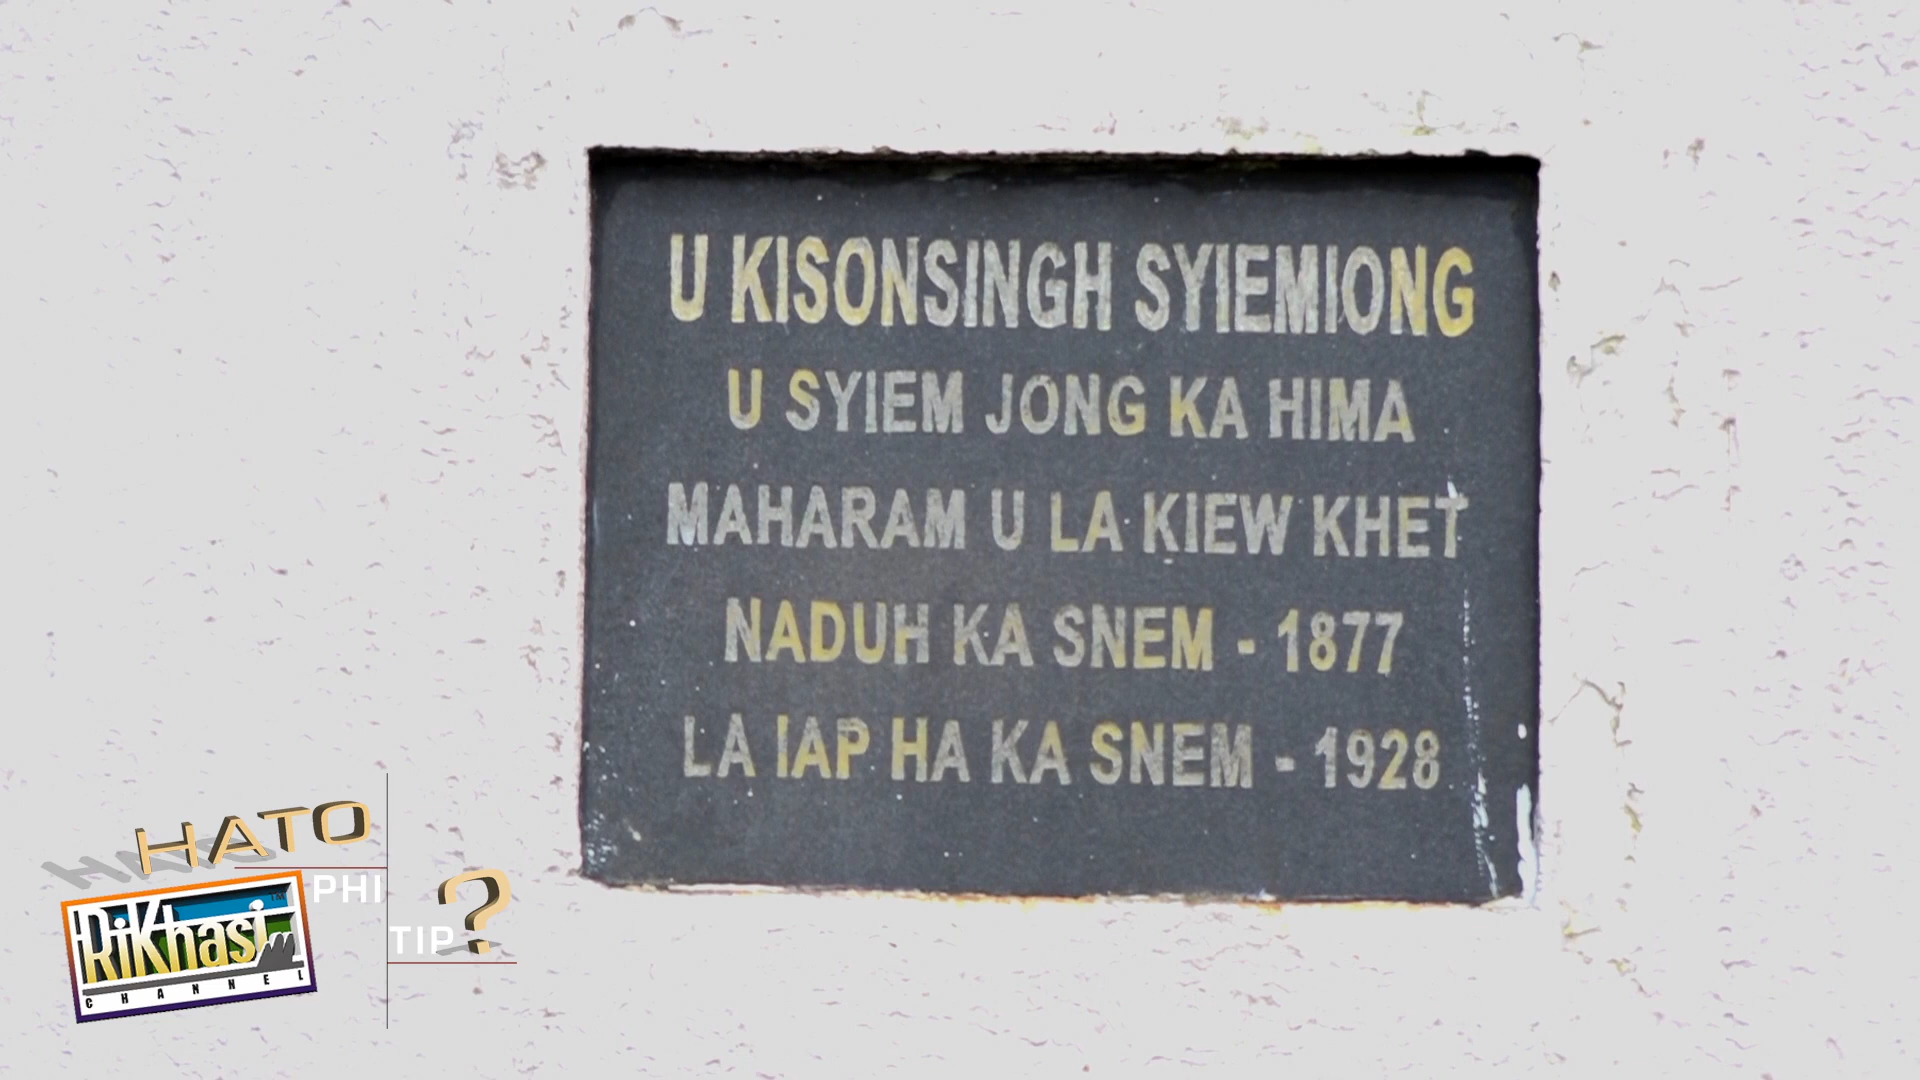 U KISONSINGH SYIEMIONG
U SYIEM JONG KA HIMA
MAHARAM U LA KIEW KHET
NADUH KA SNEM - 1877
LA IAP HA KA SNEM - 1928
HATO
PHI
TIP?
RiKhasi™
CHANNEL